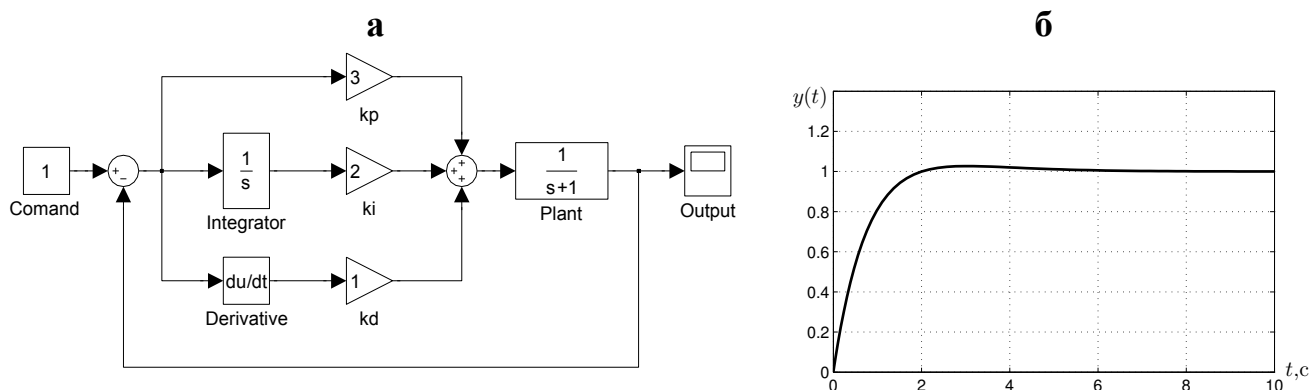 а
3
kp
1
Comand
+
−
1
s
Integrator
2
ki
+
+
+
1
s+1
Plant
Output
du/dt
Derivative
1
kd
б
y(t)
1.2
1
0.8
0.6
0.4
0.2
0
0 2 4 6 8 10
t,c